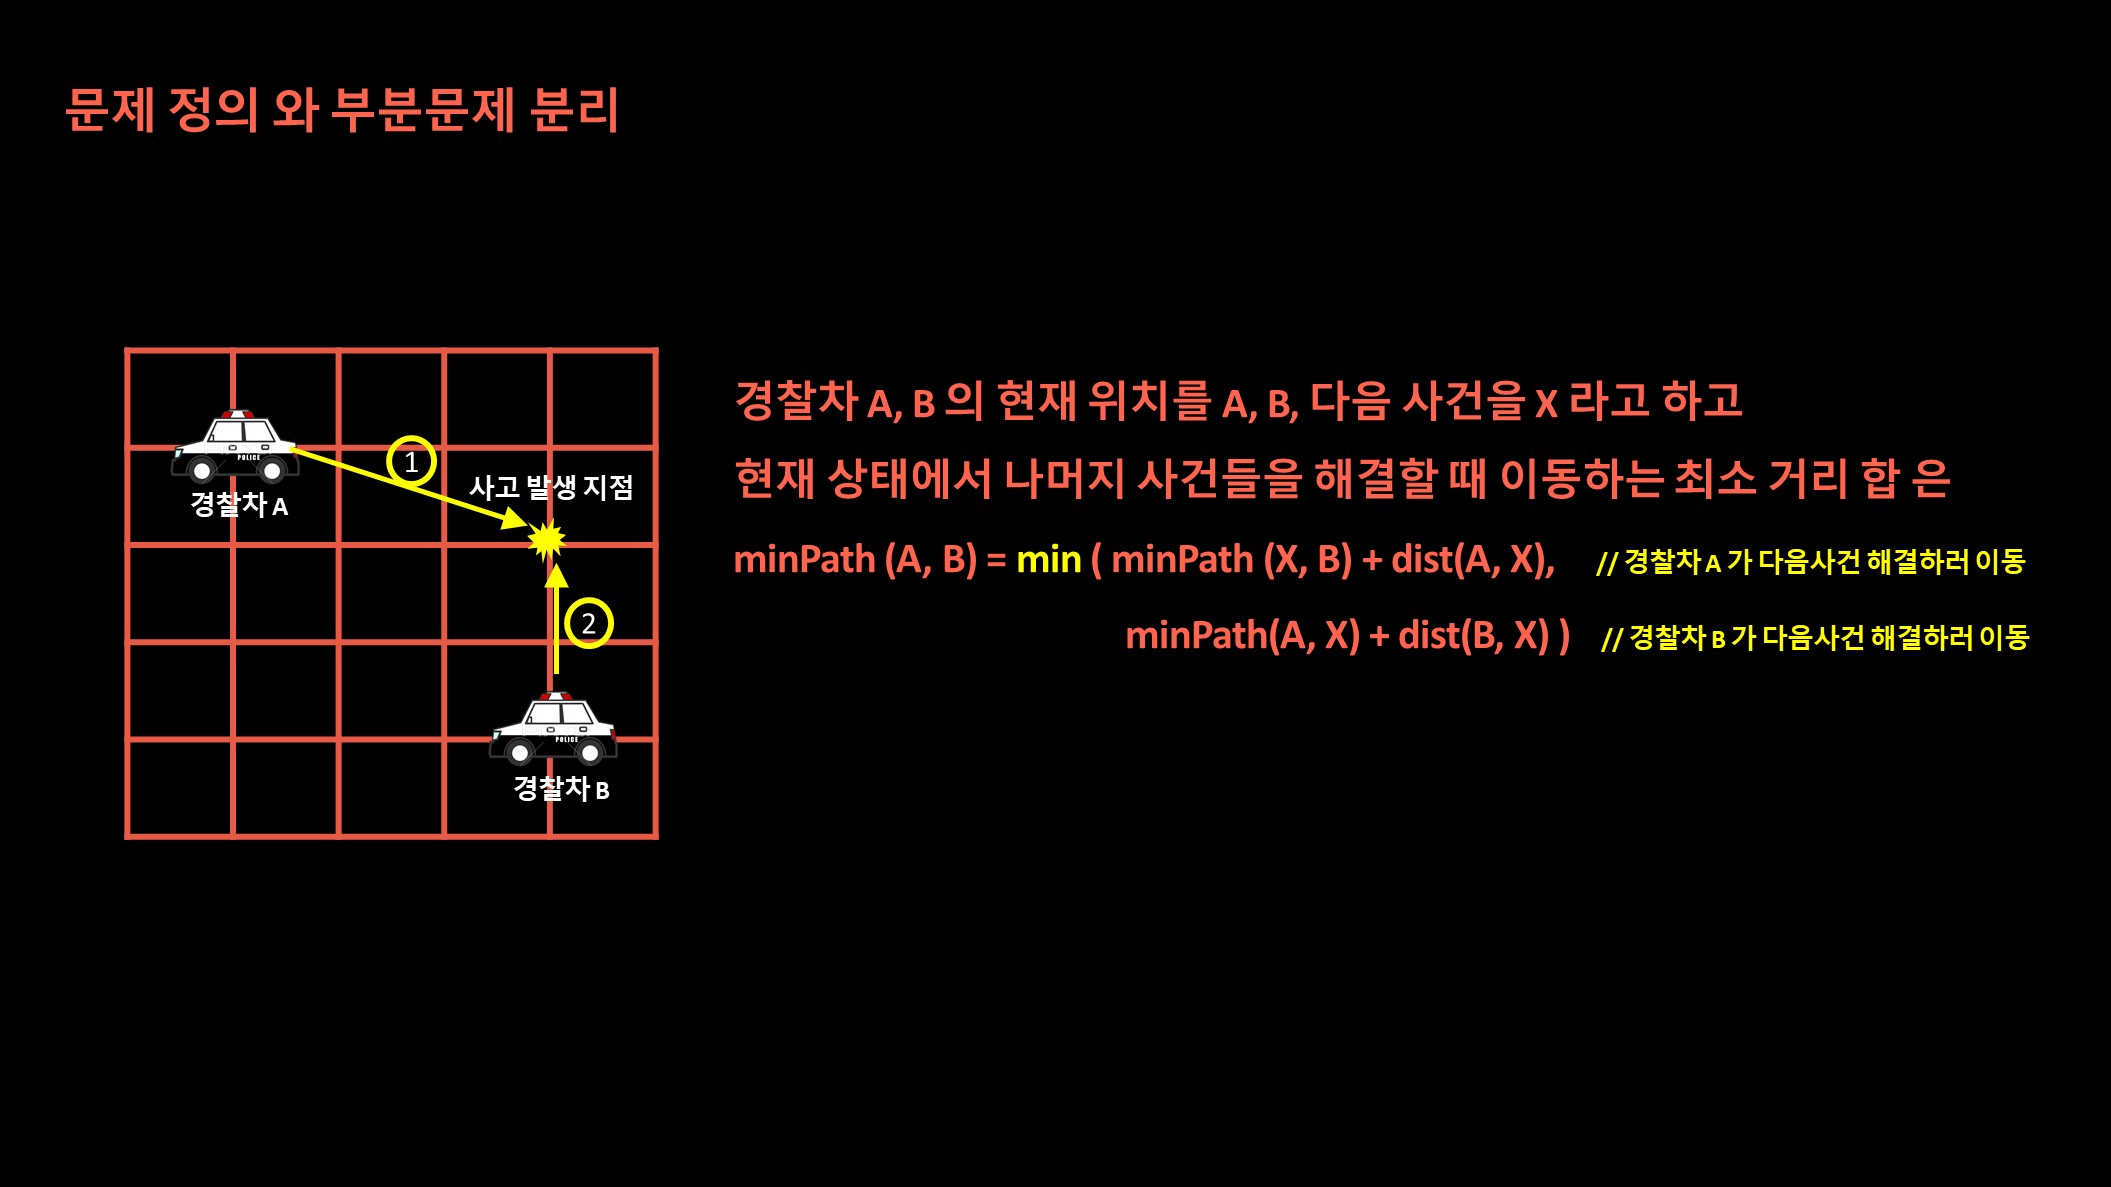 문제 정의 와 부분문제 분리
경찰차 A
1
사고 발생 지점
2
경찰차 B
POLICE
POLICE
경찰차 A, B 의 현재 위치를 A, B, 다음 사건을 X 라고 하고
현재 상태에서 나머지 사건들을 해결할 때 이동하는 최소 거리 합 은
minPath (A, B) = min ( minPath (X, B) + dist(A, X), // 경찰차 A 가 다음사건 해결하러 이동
minPath(A, X) + dist(B, X) ) // 경찰차 B 가 다음사건 해결하러 이동